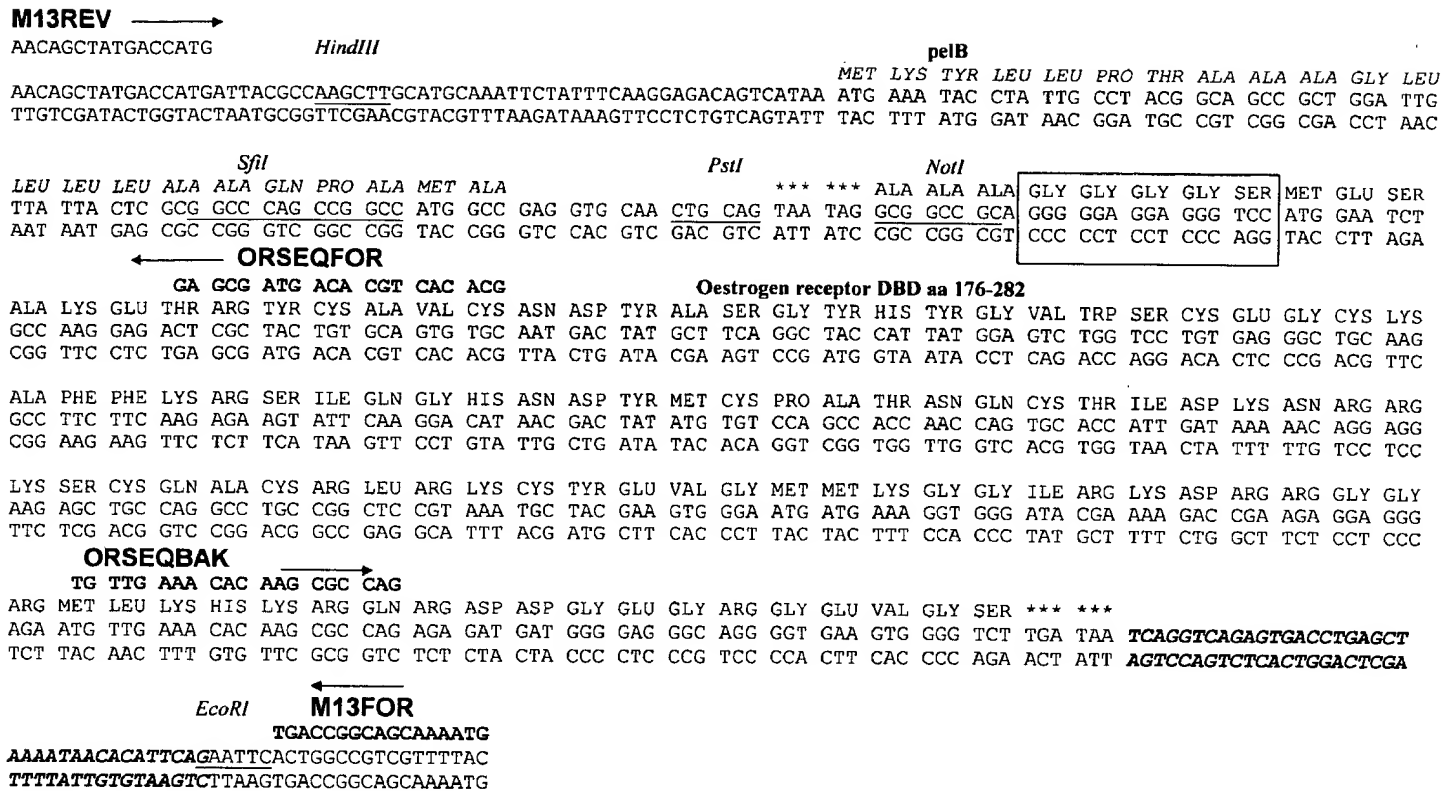 M13REV
AACAGCTATGACCATG HindIII pelB
MET LYS TYR LEU LEU PRO THR ALA ALA ALA GLY LEU
AACAGCTATGACCATGATTACGCCAAGCTTGCATGCAAATTCTATTTCAAGGAGACAGTCATAA ATG AAA TAC CTA TTG CCT ACG GCA GCC GCT GGA TTG
TTGTCGATACTGGTACTAATGCGGTTCGAACGTACGTTTAAGATAAAGTTCCTCTGTCAGTATT TAC TTT ATG GAT AAC GGA TGC CGT CGG CGA CCT AAC
SfiI PstI NotI
LEU LEU LEU ALA ALA GLN PRO ALA MET ALA *** *** ALA ALA ALA GLY GLY GLY GLY SER MET GLU SER
TTA TTA CTC GCG GCC CAG CCG GCC ATG GCC GAG GTG CAA CTG CAG TAA TAG GCG GCC GCA GGG GGA GGA GGG TCC ATG GAA TCT
AAT AAT GAG CGC CGG GTC GGC CGG TAC CGG GTC CAC GTC GAC GTC ATT ATC CGC CGG CGT CCC CCT CCT CCC AGG TAC CTT AGA
ORSEQFOR
GA GCG ATG ACA CGT CAC ACG Oestrogen receptor DBD aa 176-282
ALA LYS GLU THR ARG TYR CYS ALA VAL CYS ASN ASP TYR ALA SER GLY TYR HIS TYR GLY VAL TRP SER CYS GLU GLY CYS LYS
GCC AAG GAG ACT CGC TAC TGT GCA GTG TGC AAT GAC TAT GCT TCA GGC TAC CAT TAT GGA GTC TGG TCC TGT GAG GGC TGC AAG
CGG TTC CTC TGA GCG ATG ACA CGT CAC ACG TTA CTG ATA CGA AGT CCG ATG GTA ATA CCT CAG ACC AGG ACA CTC CCG ACG TTC
ALA PHE PHE LYS ARG SER ILE GLN GLY HIS ASN ASP TYR MET CYS PRO ALA THR ASN GLN CYS THR ILE ASP LYS ASN ARG ARG
GCC TTC TTC AAG AGA AGT ATT CAA GGA CAT AAC GAC TAT ATG TGT CCA GCC ACC AAC CAG TGC ACC ATT GAT AAA AAC AGG AGG
CGG AAG AAG TTC TCT TCA TAA GTT CCT GTA TTG CTG ATA TAC ACA GGT CGG TGG TTG GTC ACG TGG TAA CTA TTT TTG TCC TCC
LYS SER CYS GLN ALA CYS ARG LEU ARG LYS CYS TYR GLU VAL GLY MET MET LYS GLY GLY ILE ARG LYS ASP ARG ARG GLY GLY
AAG AGC TGC CAG GCC TGC CGG CTC CGT AAA TGC TAC GAA GTG GGA ATG ATG AAA GGT GGG ATA CGA AAA GAC CGA AGA GGA GGG
TTC TCG ACG GTC CGG ACG GCC GAG GCA TTT ACG ATG CTT CAC CCT TAC TAC TTT CCA CCC TAT GCT TTT CTG GCT TCT CCT CCC
ORSEQBAK
TG TTG AAA CAC AAG CGC CAG
ARG MET LEU LYS HIS LYS ARG GLN ARG ASP ASP GLY GLU GLY ARG GLY GLU VAL GLY SER *** ***
AGA ATG TTG AAA CAC AAG CGC CAG AGA GAT GAT GGG GAG GGC AGG GGT GAA GTG GGG TCT TGA TAA TCAGGTCAGAGTGACCTGAGCT
TCT TAC AAC TTT GTG TTC GCG GTC TCT CTA CTA CCC CTC CCG TCC CCA CTT CAC CCC AGA ACT ATT AGTCCAGTCTCACTGGACTCGA
EcoRI M13FOR
TGACCGGCAGCAAAATG
AAAATAACACATTCAGAATTCACTGGCCGTCGTTTTAC
TTTTATTGTGTAAGTCTTAAGTGACCGGCAGCAAAATG